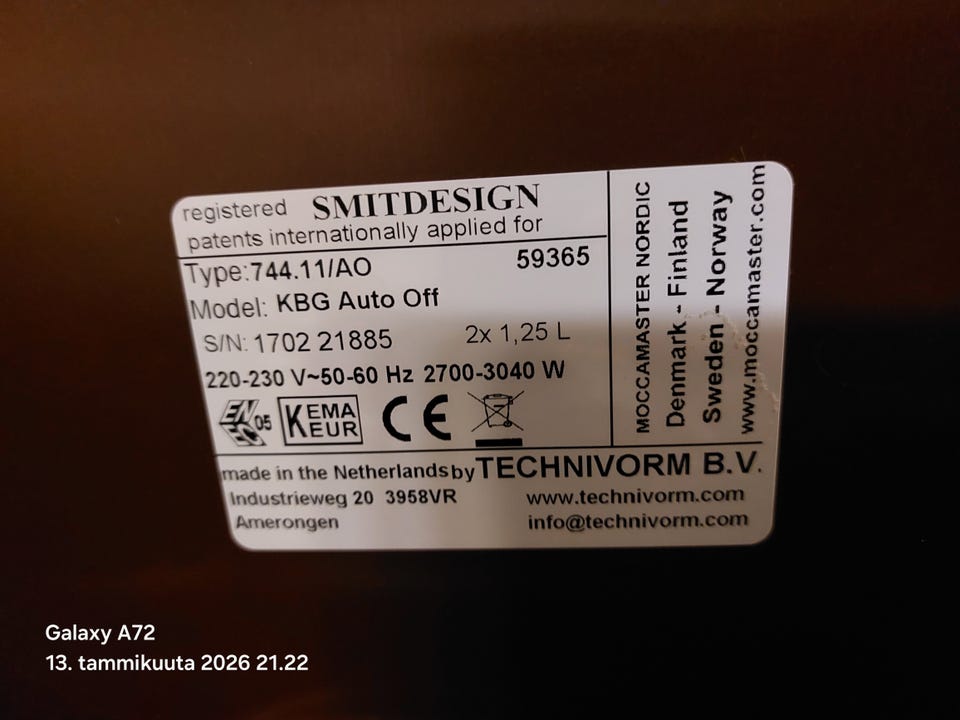 registered SMITDESIGN
patents internationally applied for
Type:744.11/AO 59365
Model: KBG Auto Off
S/N: 1702 21885 2x 1,25 L
220-230 V~50-60 Hz 2700-3040 W
EN EC 05 KEMA KEUR CE
made in the Netherlands by TECHNIVORM B.V.
Industrieweg 20 3958VR www.technivorm.com
Amerongen info@technivorm.com
MOCCAMASTER NORDIC
Denmark - Finland
Sweden - Norway
www.moccamaster.com
Galaxy A72
13. tammikuuta 2026 21.22